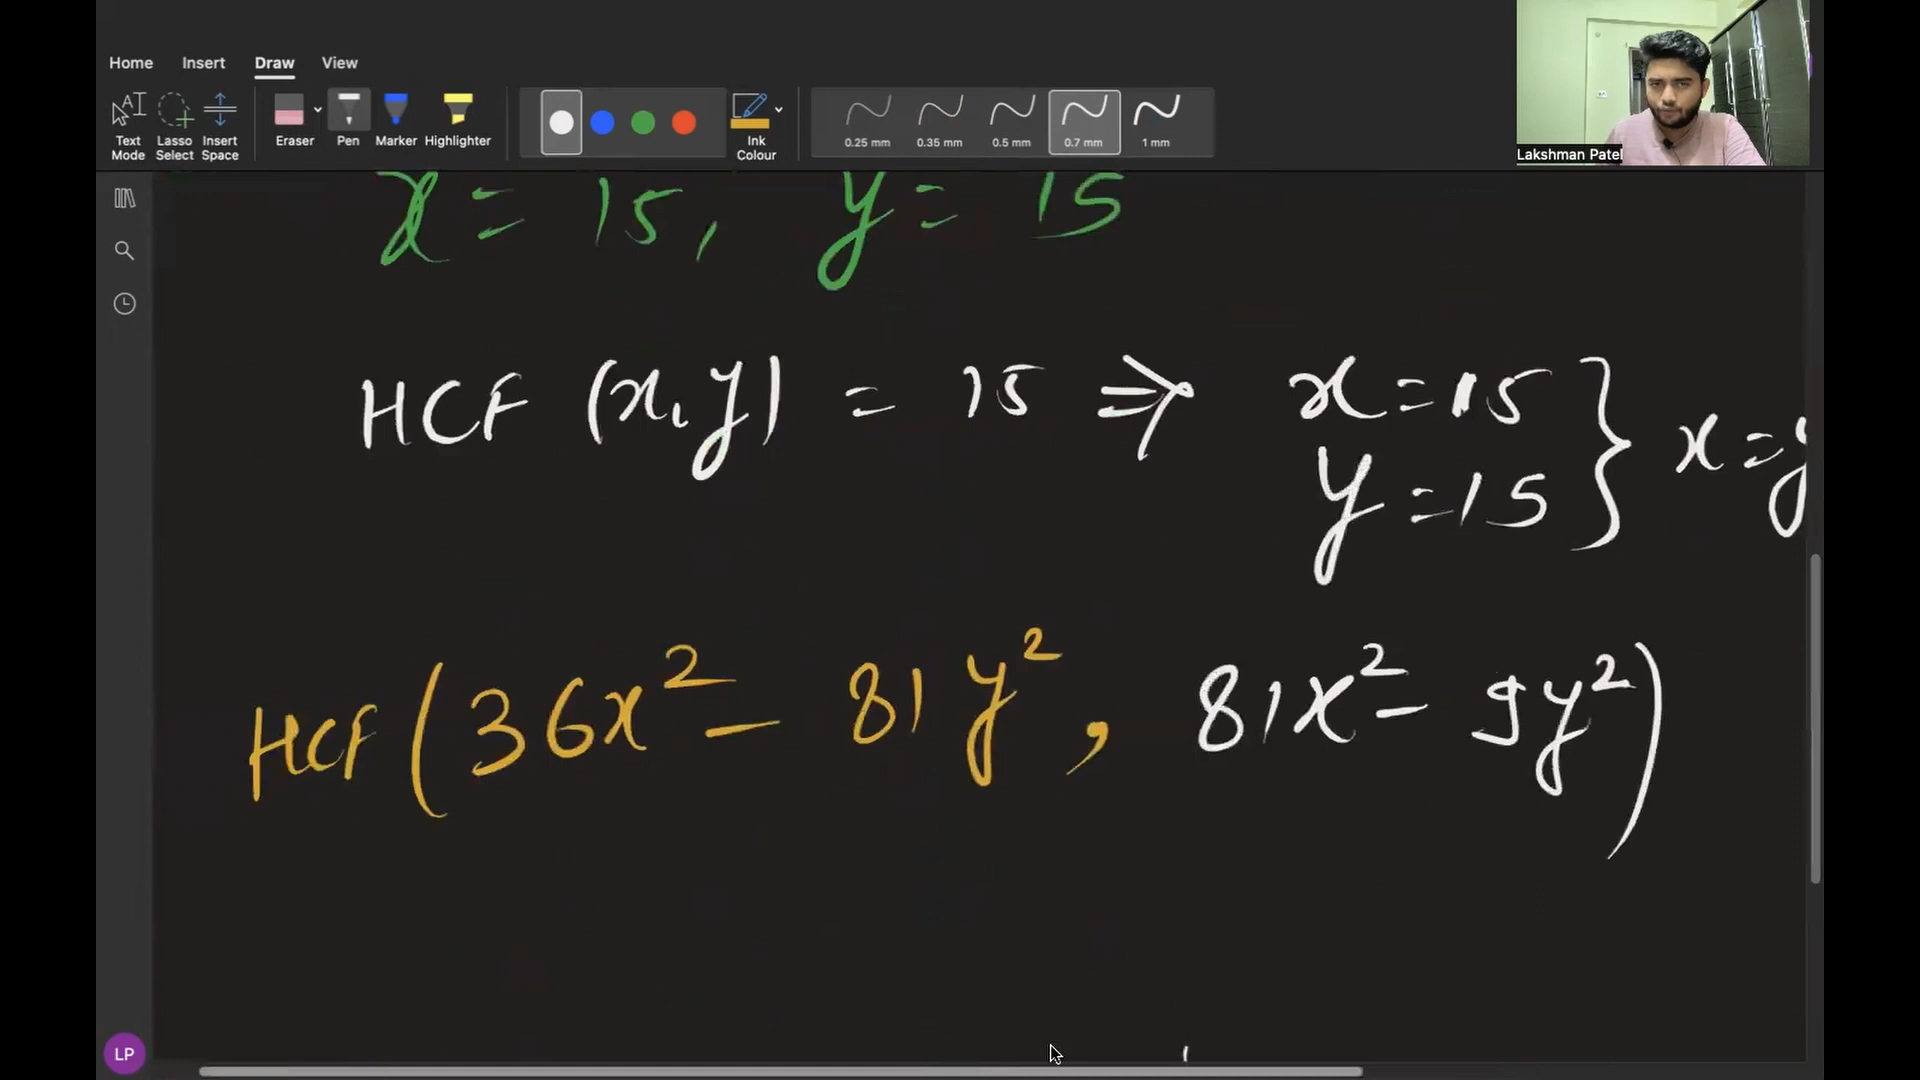 Home Insert Draw View
Text Mode Lasso Select Insert Space Eraser Pen Marker Highlighter Ink Colour 0.25 mm 0.35 mm 0.5 mm 0.7 mm 1 mm
Lakshman Patel
x = 15, y = 15
HCF (x, y) = 15 ⇒ x = 15
y = 15 } x = y
HCF (36x² - 81y², 81x² - 9y²)
LP